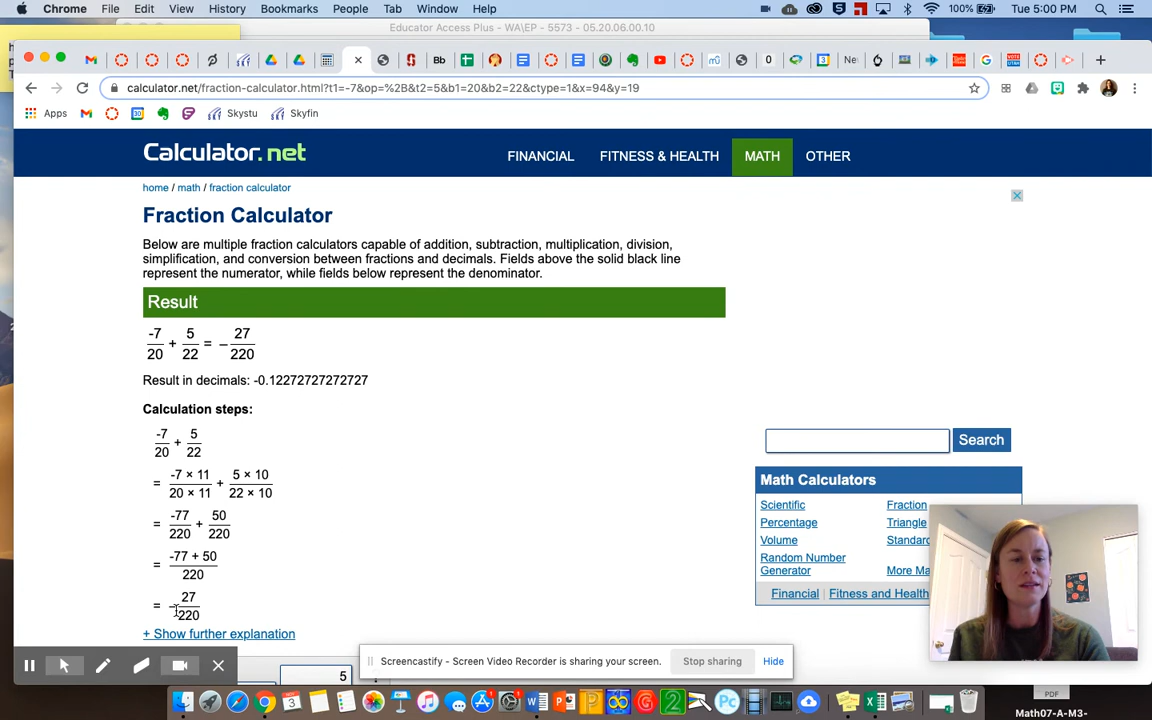 Chrome File Edit View History Bookmarks People Tab Window Help 100% Tue 5:00 PM
Educator Access Plus - WA\EP - 5573 - 05.20.06.00.10
Bb 0 3 Ne
calculator.net/fraction-calculator.html?t1=-7&op=%2B&t2=5&b1=20&b2=22&ctype=1&x=94&y=19
Apps Skystu Skyfin
Calculator.net FINANCIAL FITNESS & HEALTH MATH OTHER
home / math / fraction calculator
Fraction Calculator
Below are multiple fraction calculators capable of addition, subtraction, multiplication, division,
simplification, and conversion between fractions and decimals. Fields above the solid black line
represent the numerator, while fields below represent the denominator.
Result
-7 5 27
+ = −
20 22 220
Result in decimals: -0.12272727272727
Calculation steps:
-7 5
+
20 22
Search
-7 × 11 5 × 10
= +
20 × 11 22 × 10
-77 50
= +
220 220
-77 + 50
=
220
27
= −
220
+ Show further explanation
Math Calculators
Scientific Fraction
Percentage Triangle
Volume Standard
Random Number
Generator More Ma
Financial | Fitness and Health
5
Screencastify - Screen Video Recorder is sharing your screen. Stop sharing Hide
PDF
Math07-A-M3-